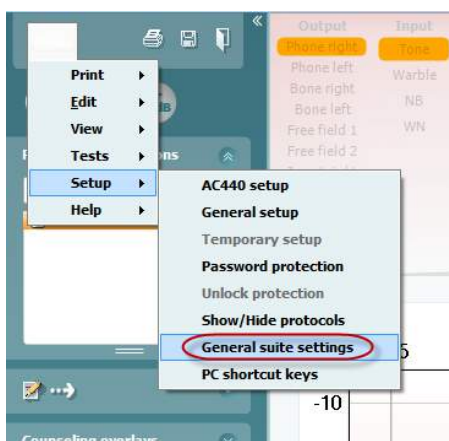 Output Input
Phone right Tone
Phone left Warble
Bone right NB
Bone left WN
Free field 1
Free field 2
Print
Edit
View
Tests
Setup
Help
AC440 setup
General setup
Temporary setup
Password protection
Unlock protection
Show/Hide protocols
General suite settings
PC shortcut keys
-10
Counseling overlays